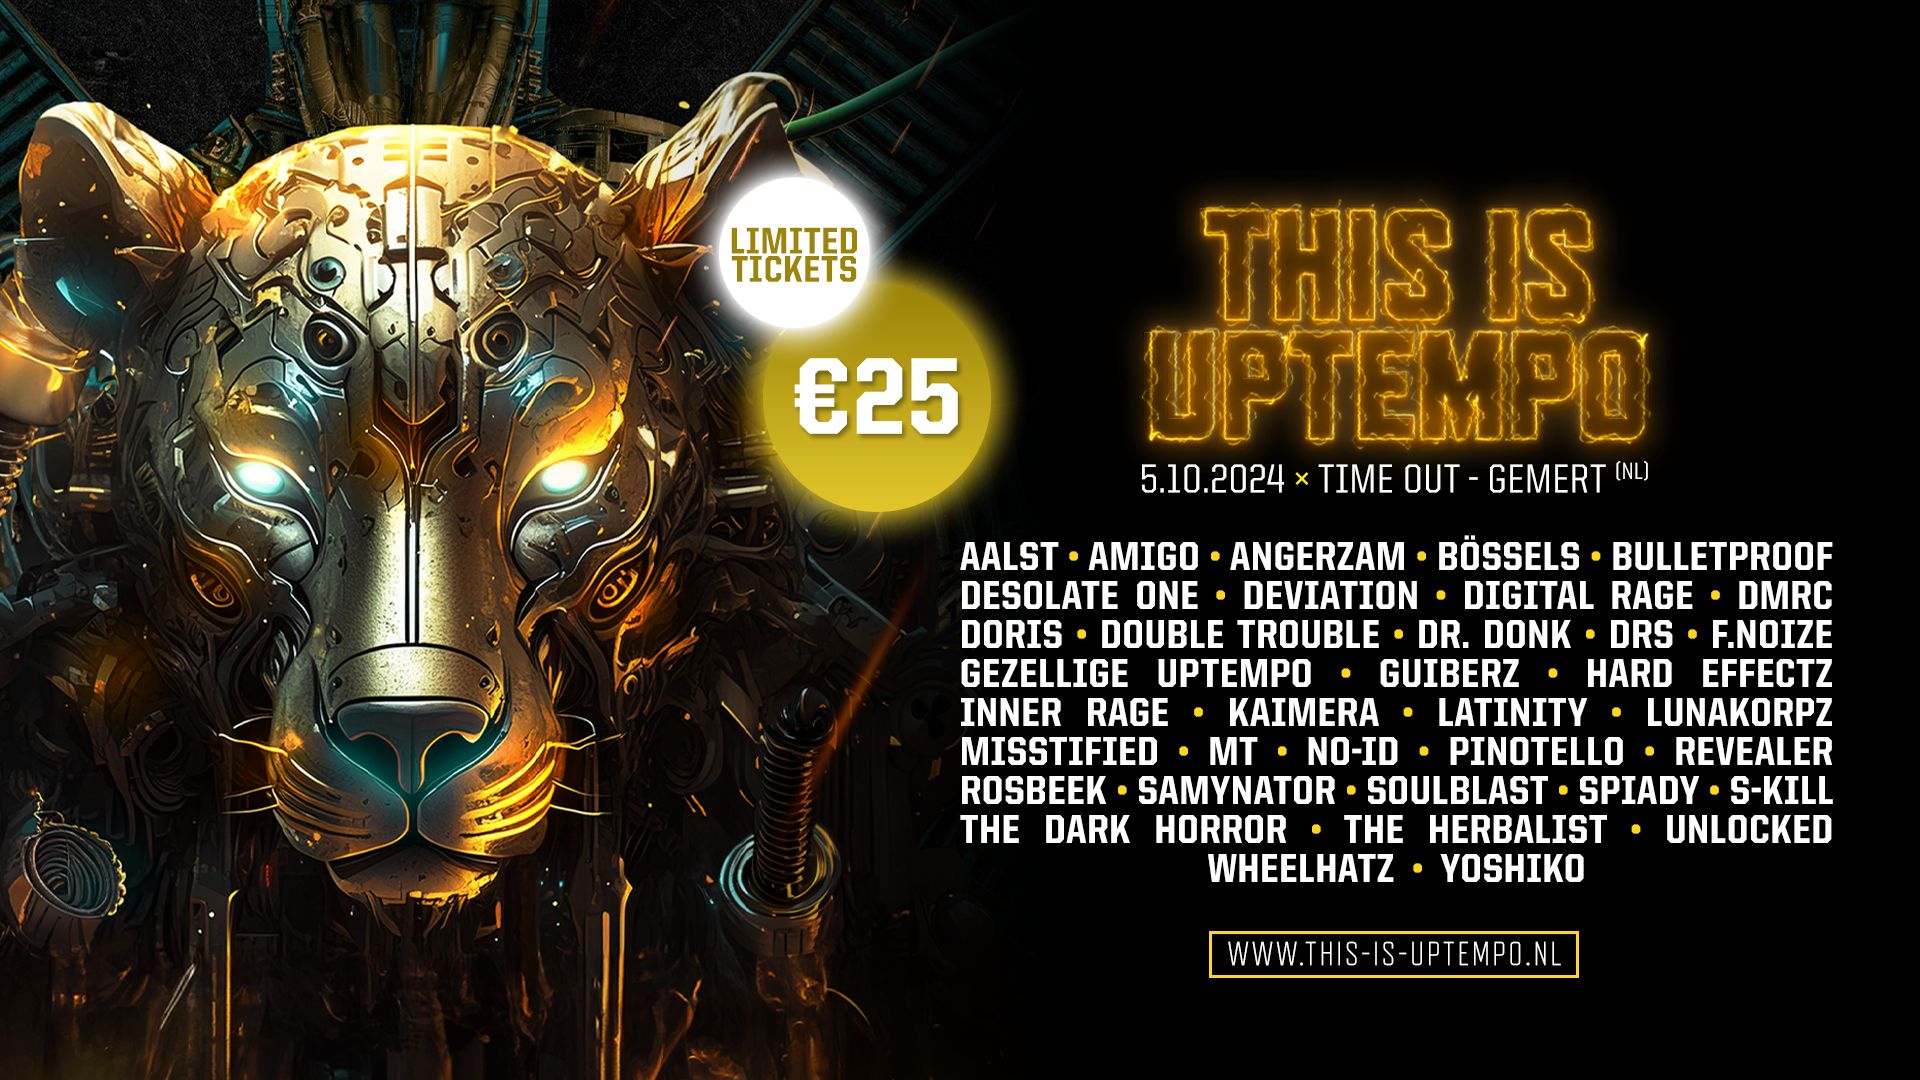 LIMITED
TICKETS
€25
THIS IS
UPTEMPO
5.10.2024 × TIME OUT - GEMERT (NL)
AALST • AMIGO • ANGERZAM • BÖSSELS • BULLETPROOF
DESOLATE ONE • DEVIATION • DIGITAL RAGE • DMRC
DORIS • DOUBLE TROUBLE • DR. DONK • DRS • F.NOIZE
GEZELLIGE UPTEMPO • GUIBERZ • HARD EFFECTZ
INNER RAGE • KAIMERA • LATINITY • LUNAKORPZ
MISSTIFIED • MT • NO-ID • PINOTELLO • REVEALER
ROSBEEK • SAMYNATOR • SOULBLAST • SPIADY • S-KILL
THE DARK HORROR • THE HERBALIST • UNLOCKED
WHEELHATZ • YOSHIKO
WWW.THIS-IS-UPTEMPO.NL